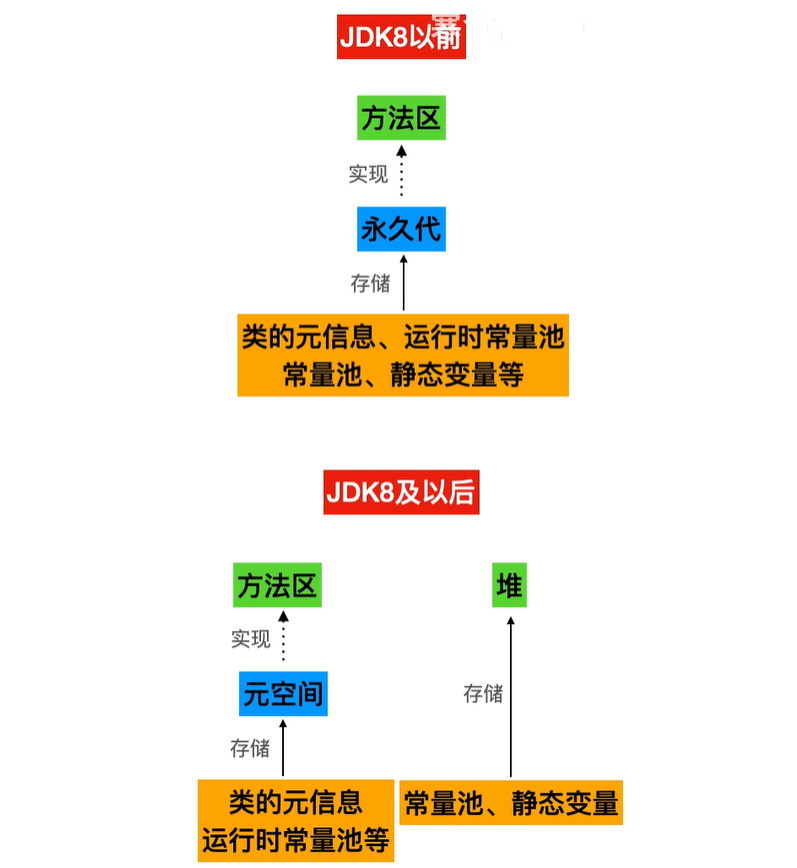 JDK8以前
方法区
实现
永久代
存储
类的元信息、运行时常量池
常量池、静态变量等
JDK8及以后
方法区
堆
实现
元空间
存储
存储
类的元信息
运行时常量池等
常量池、静态变量